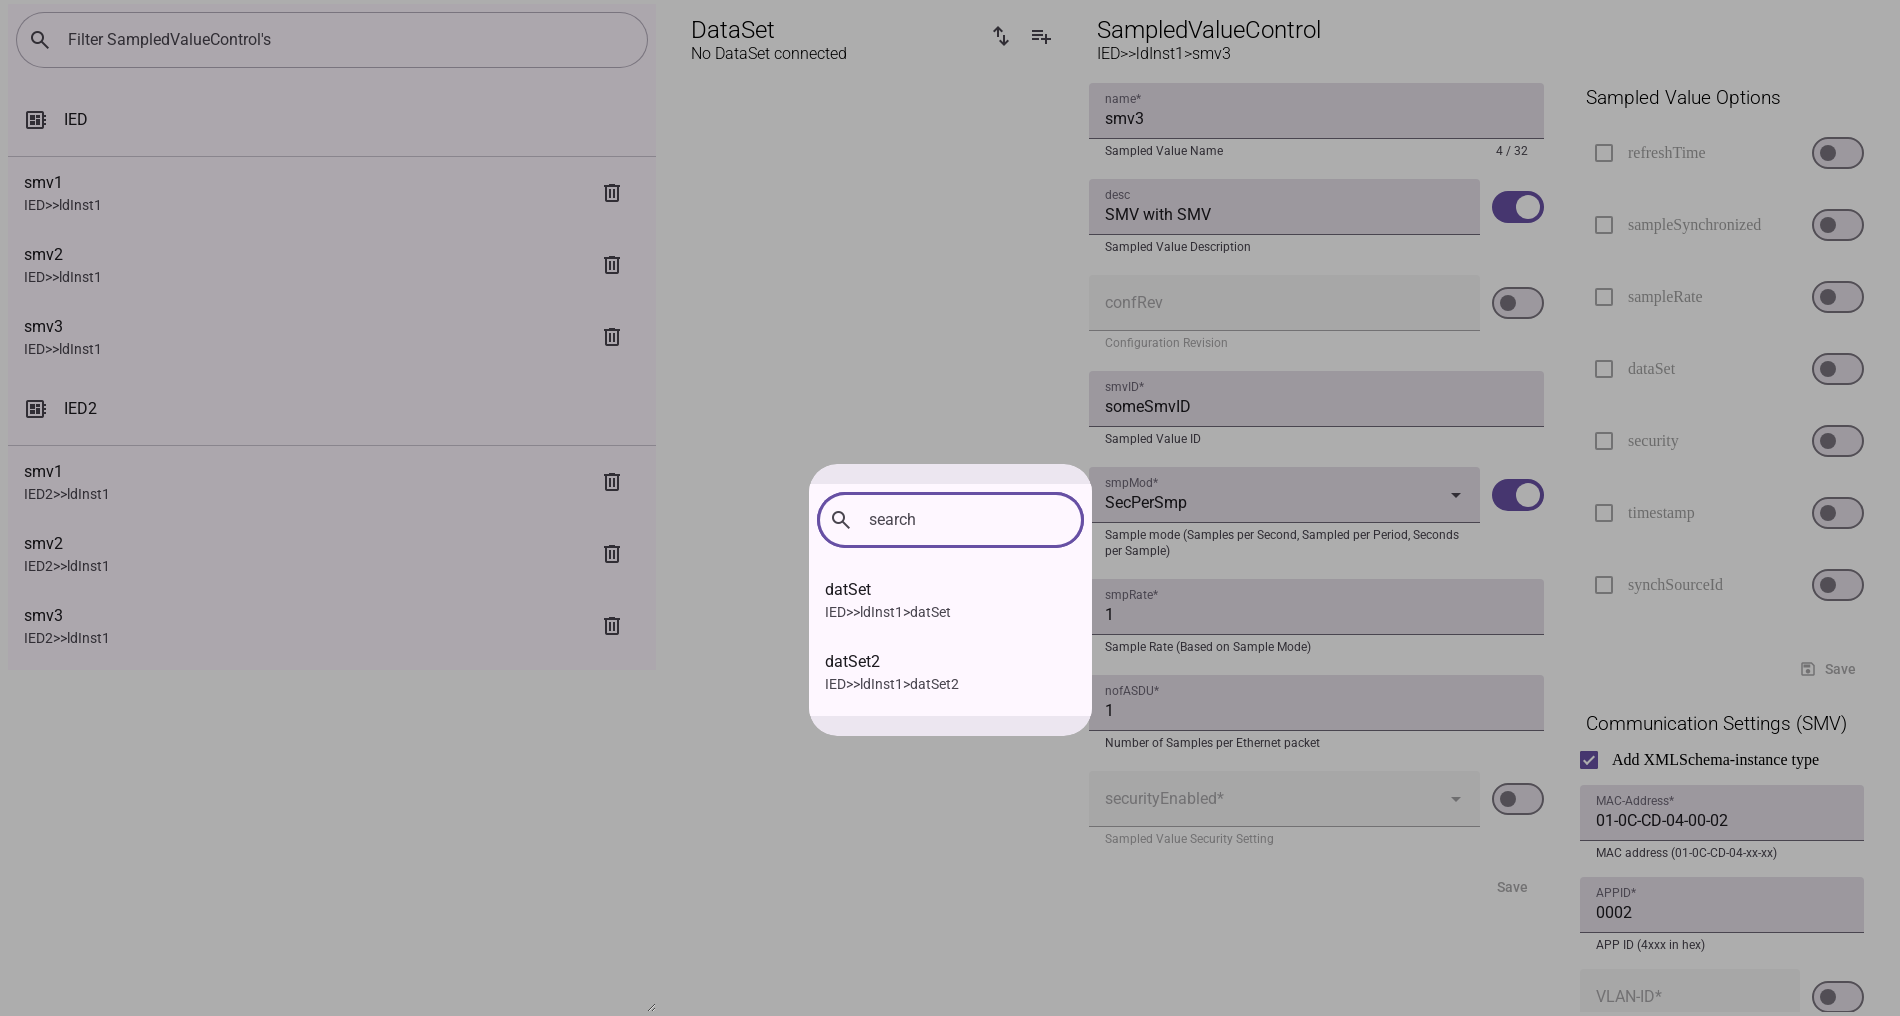 Filter SampledValueControl's
IED
smv1
IED>>ldInst1
smv2
IED>>ldInst1
smv3
IED>>ldInst1
IED2
smv1
IED2>>ldInst1
smv2
IED2>>ldInst1
smv3
IED2>>ldInst1
DataSet
No DataSet connected
search
datSet
IED>>ldInst1>datSet
datSet2
IED>>ldInst1>datSet2
SampledValueControl
IED>>ldInst1>smv3
name*
smv3
Sampled Value Name 4 / 32
desc
SMV with SMV
Sampled Value Description
confRev
Configuration Revision
smvID*
someSmvID
Sampled Value ID
smpMod*
SecPerSmp
Sample mode (Samples per Second, Sampled per Period, Seconds
per Sample)
smpRate*
1
Sample Rate (Based on Sample Mode)
nofASDU*
1
Number of Samples per Ethernet packet
securityEnabled*
Sampled Value Security Setting
Save
Sampled Value Options
refreshTime
sampleSynchronized
sampleRate
dataSet
security
timestamp
synchSourceId
Save
Communication Settings (SMV)
Add XMLSchema-instance type
MAC-Address*
01-0C-CD-04-00-02
MAC address (01-0C-CD-04-xx-xx)
APPID*
0002
APP ID (4xxx in hex)
VLAN-ID*